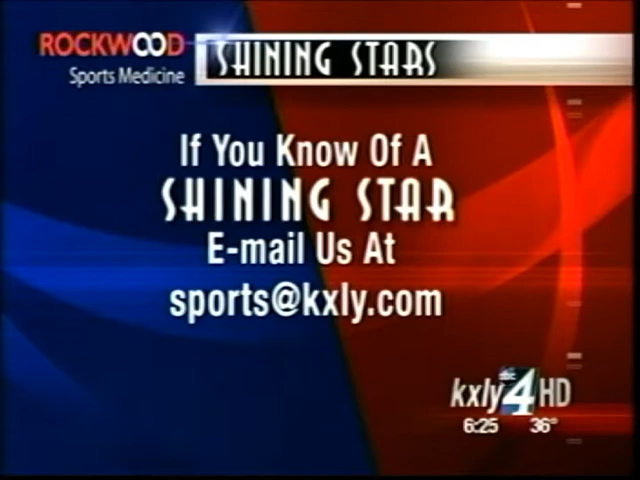 ROCKWOOD
Sports Medicine
SHINING STARS
If You Know Of A
SHINING STAR
E-mail Us At
sports@kxly.com
abc
kxly4HD
6:25 36°